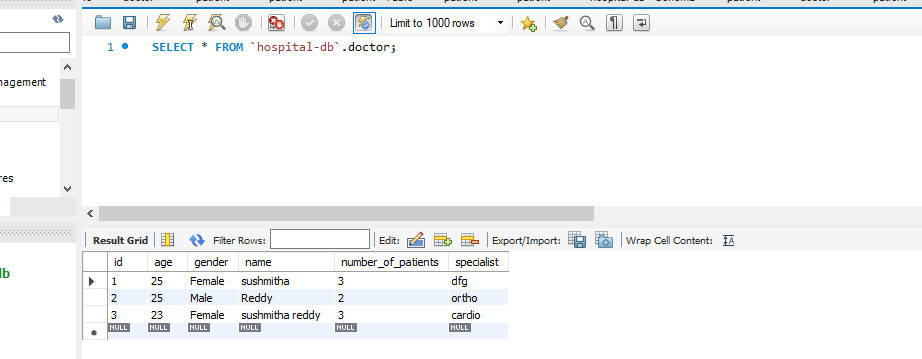 Limit to 1000 rows
nagement
res
lb
1 SELECT * FROM `hospital-db`.doctor;
Result Grid Filter Rows: Edit: Export/Import: Wrap Cell Content:
id age gender name number_of_patients specialist
1 25 Female sushmitha 3 dfg
2 25 Male Reddy 2 ortho
3 23 Female sushmitha reddy 3 cardio
NULL NULL NULL NULL NULL NULL